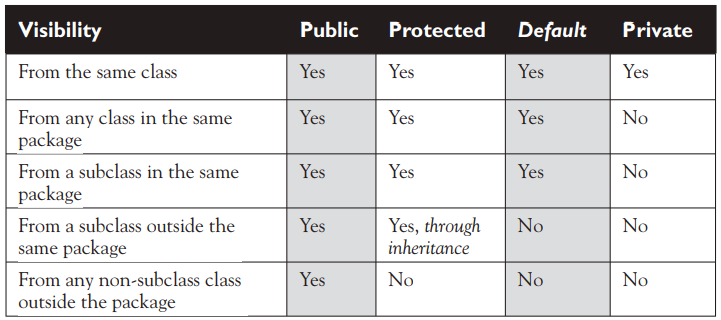 Visibility Public Protected Default Private
From the same class Yes Yes Yes Yes
From any class in the same Yes Yes Yes No
package
From a subclass in the same Yes Yes Yes No
package
From a subclass outside the Yes Yes, through No No
same package inheritance
From any non-subclass class Yes No No No
outside the package